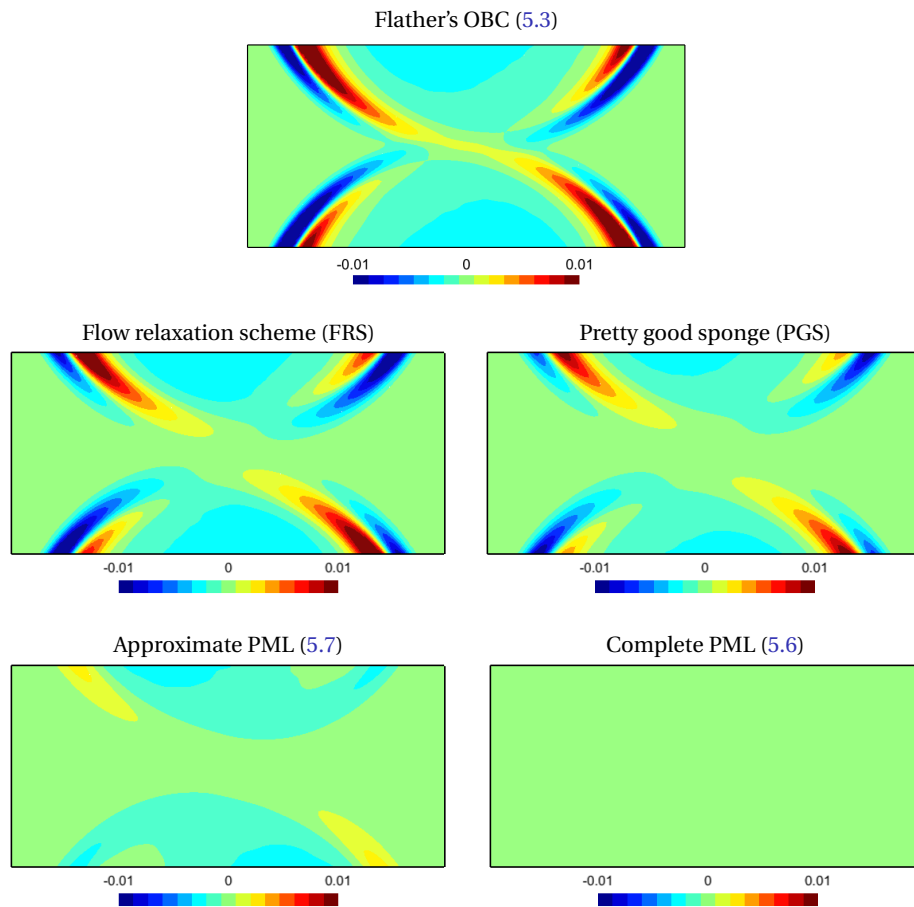 Flather's OBC (5.3)
-0.01 0 0.01
Flow relaxation scheme (FRS)
Pretty good sponge (PGS)
-0.01 0 0.01
-0.01 0 0.01
Approximate PML (5.7)
Complete PML (5.6)
-0.01 0 0.01
-0.01 0 0.01